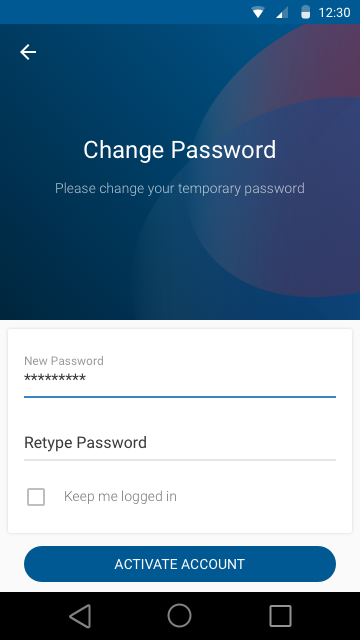 12:30
Change Password
Please change your temporary password
New Password
*********
Retype Password
Keep me logged in
ACTIVATE ACCOUNT